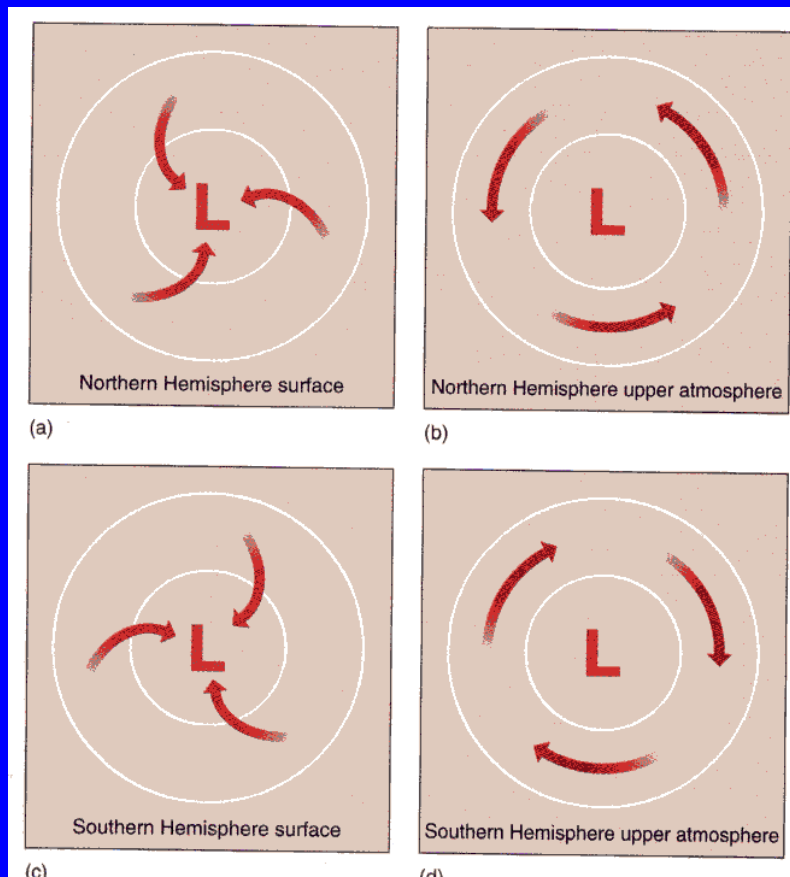 L
Northern Hemisphere surface
(a)
L
Northern Hemisphere upper atmosphere
(b)
L
Southern Hemisphere surface
(c)
L
Southern Hemisphere upper atmosphere
(d)